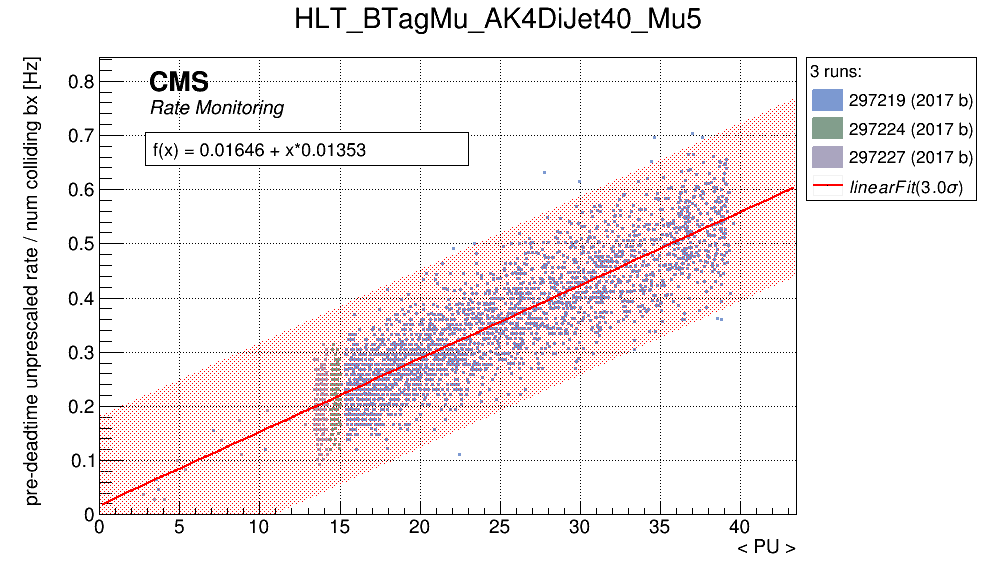 HLT_BTagMu_AK4DiJet40_Mu5
pre-deadtime unprescaled rate / num colliding bx [Hz]
CMS
Rate Monitoring
f(x) = 0.01646 + x*0.01353
0.8
0.7
0.6
0.5
0.4
0.3
0.2
0.1
0
0 5 10 15 20 25 30 35 40
< PU >
3 runs:
297219 (2017 b)
297224 (2017 b)
297227 (2017 b)
linearFit(3.0σ)